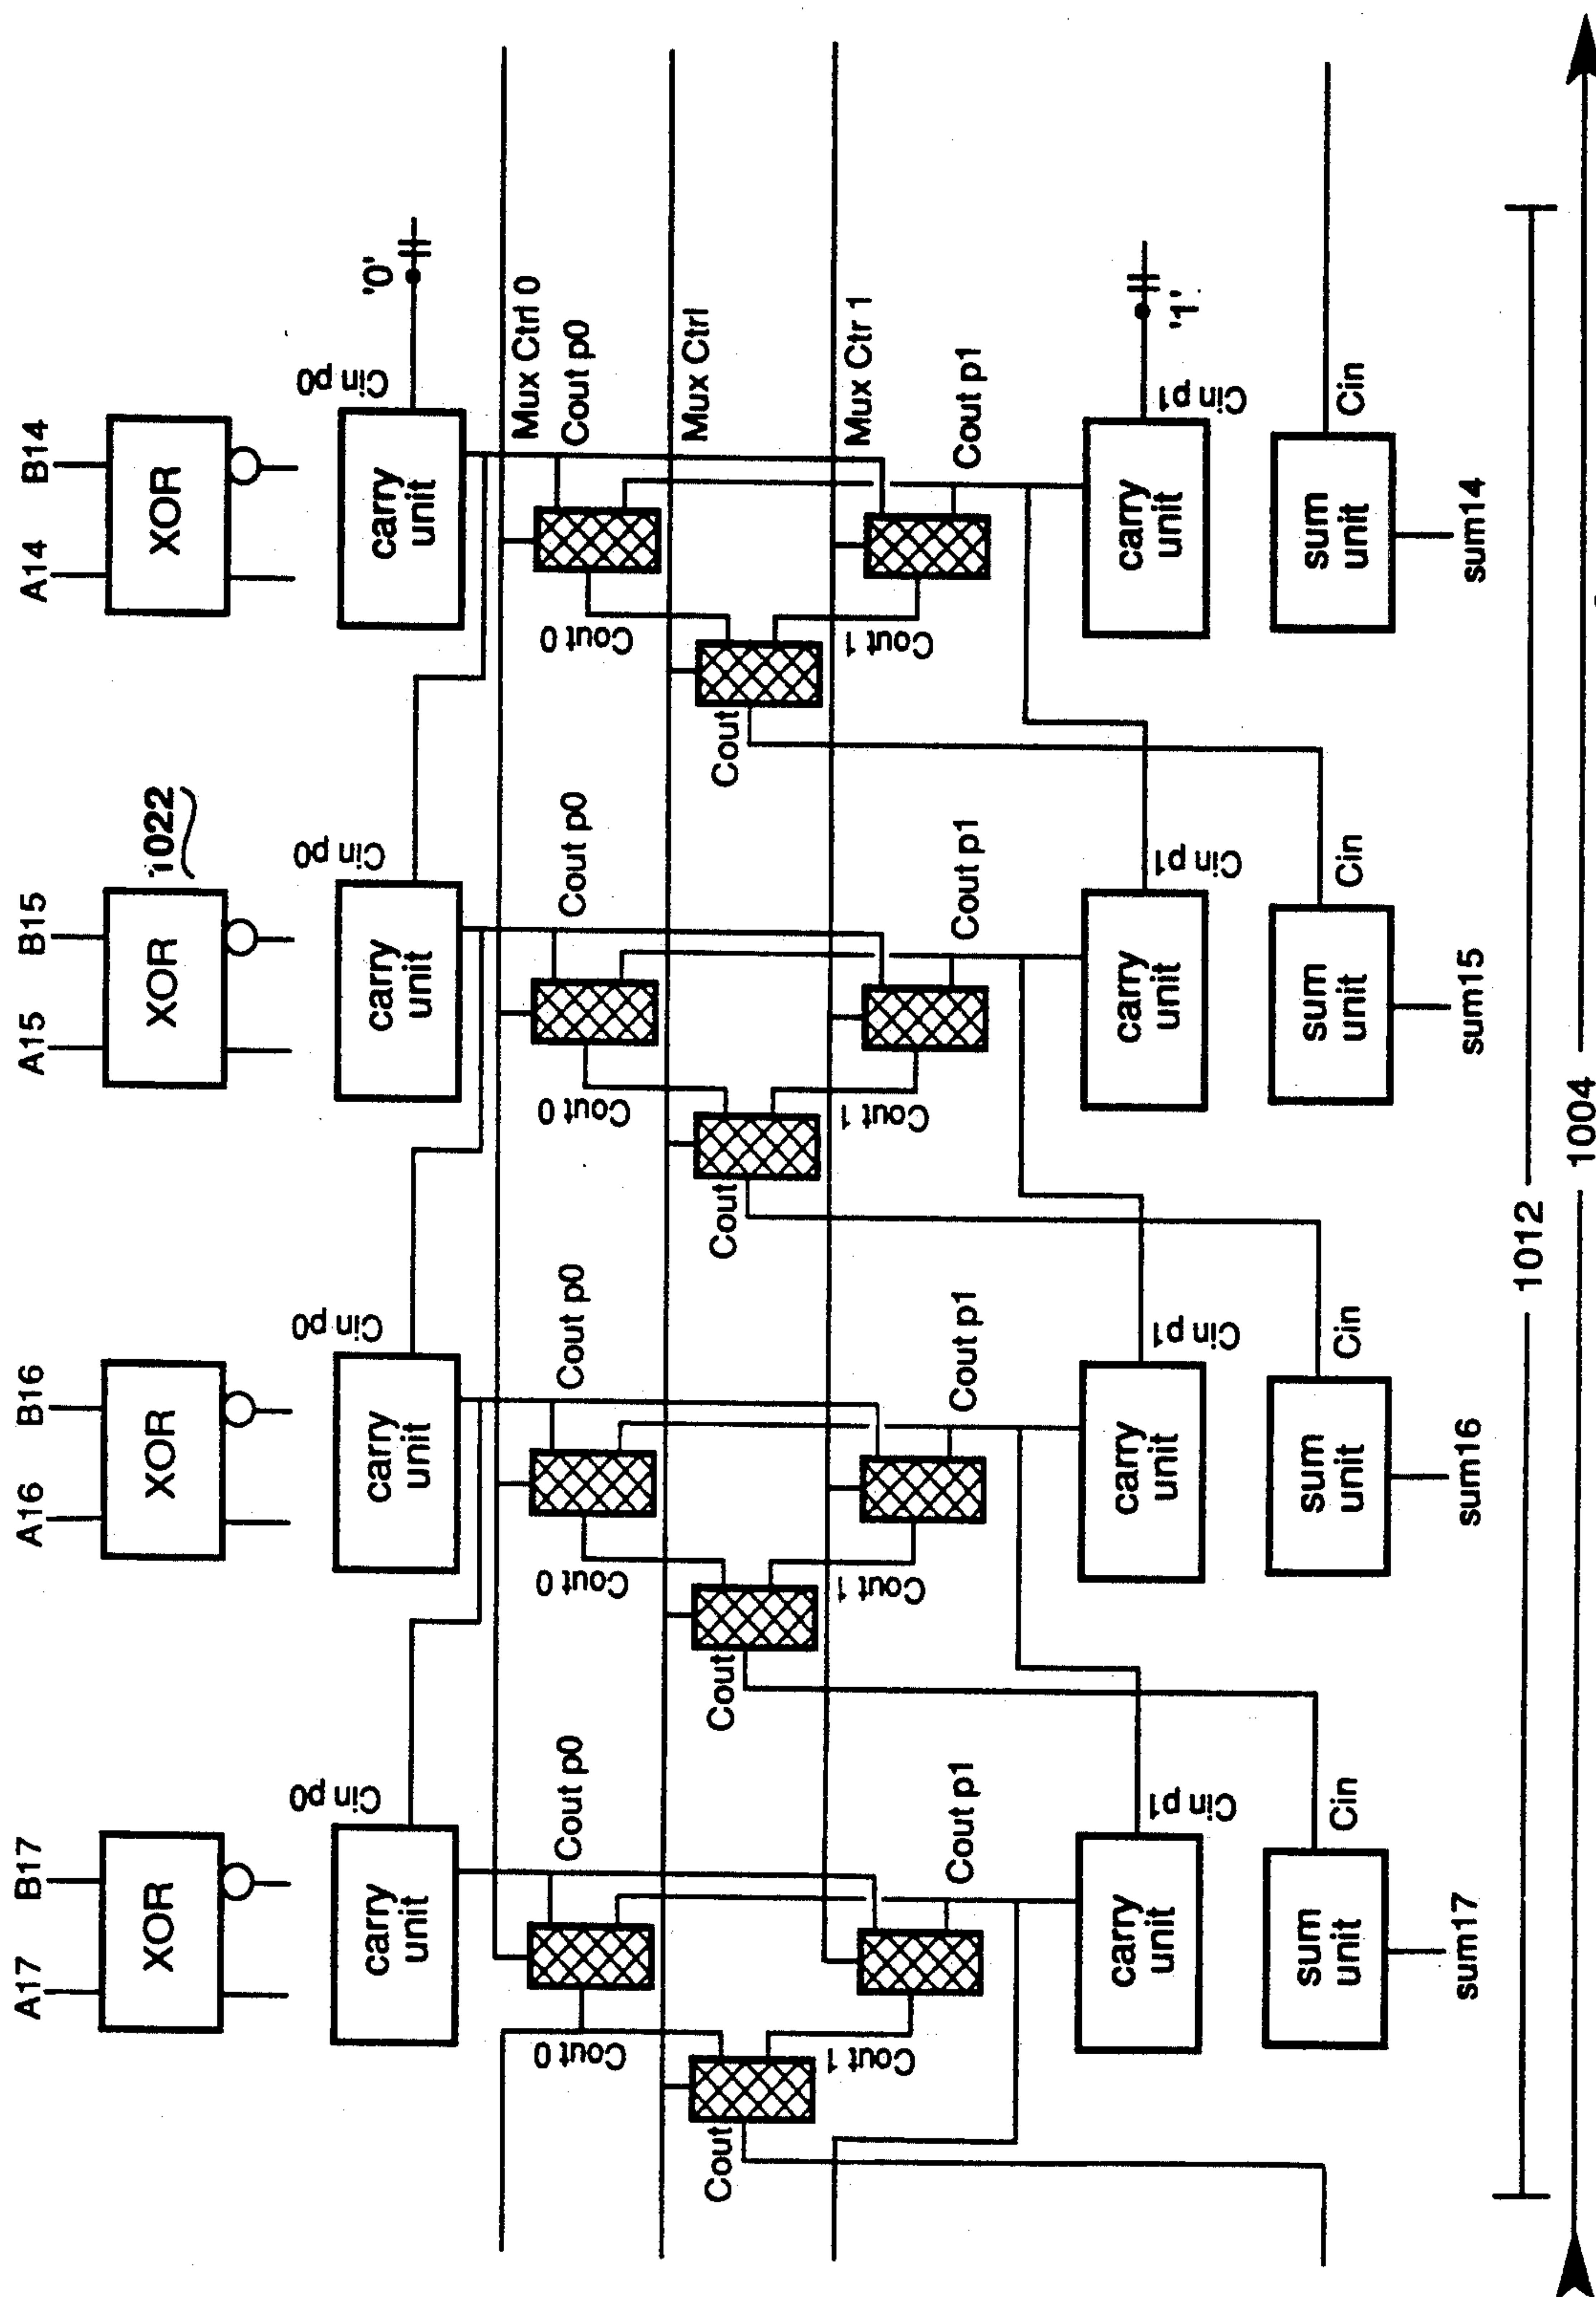 A17 B17
A16 B16
A15 B15
A14 B14
XOR
XOR
XOR
1022
XOR
Cin p0
Cin p0
Cin p0
Cin p0
'0'
carry
unit
carry
unit
carry
unit
carry
unit
Mux Ctrl 0
Cout p0
Cout p0
Cout p0
Cout p0
Cout 0
Cout 0
Cout 0
Cout 0
Mux Ctrl
Cout
Cout
Cout
Cout
Mux Ctr 1
Cout 1
Cout 1
Cout 1
Cout 1
Cout p1
Cout p1
Cout p1
Cout p1
carry
unit
carry
unit
carry
unit
carry
unit
Cin p1
Cin p1
Cin p1
Cin p1
'1'
sum
unit
sum
unit
sum
unit
sum
unit
Cin
Cin
Cin
Cin
sum17
sum16
sum15
sum14
1012
1004